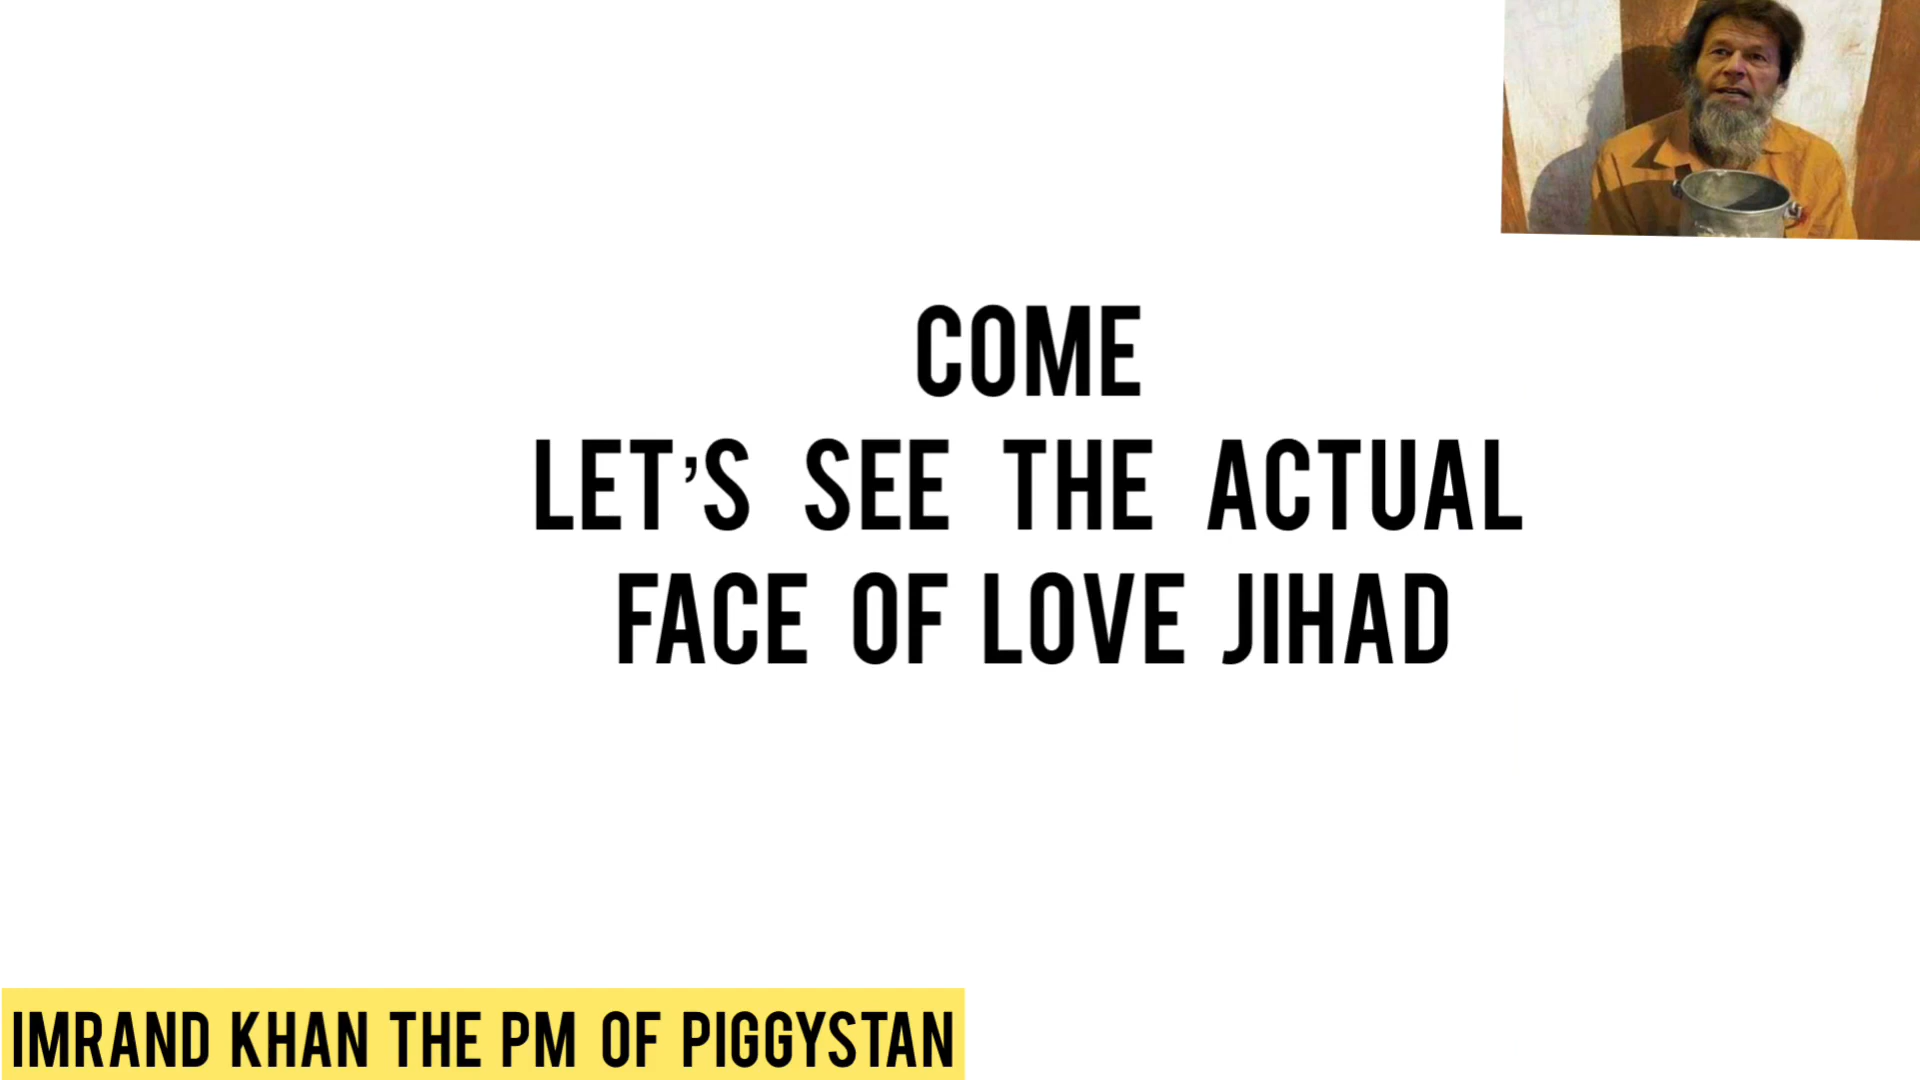 COME
LET'S SEE THE ACTUAL
FACE OF LOVE JIHAD
IMRAND KHAN THE PM OF PIGGYSTAN